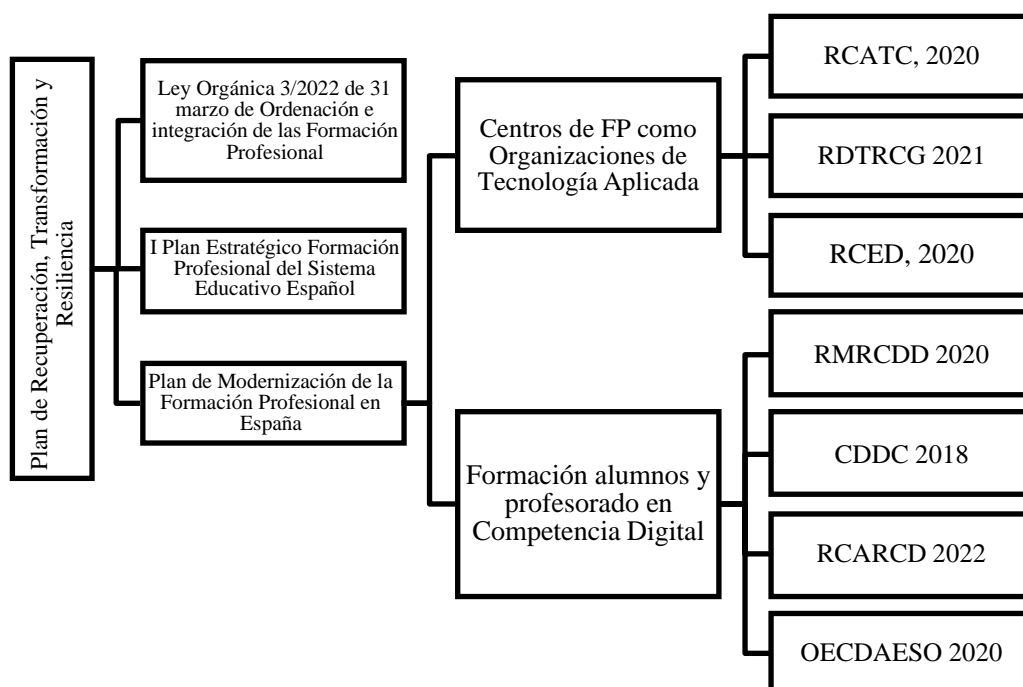 Plan de Recuperación, Transformación y
Resiliencia
Ley Orgánica 3/2022 de 31
marzo de Ordenación e
integración de las Formación
Profesional
I Plan Estratégico Formación
Profesional del Sistema
Educativo Español
Plan de Modernización de la
Formación Profesional en
España
Centros de FP como
Organizaciones de
Tecnología Aplicada
Formación alumnos y
profesorado en
Competencia Digital
RCATC, 2020
RDTRCG 2021
RCED, 2020
RMRCDD 2020
CDDC 2018
RCARCD 2022
OECDAESO 2020